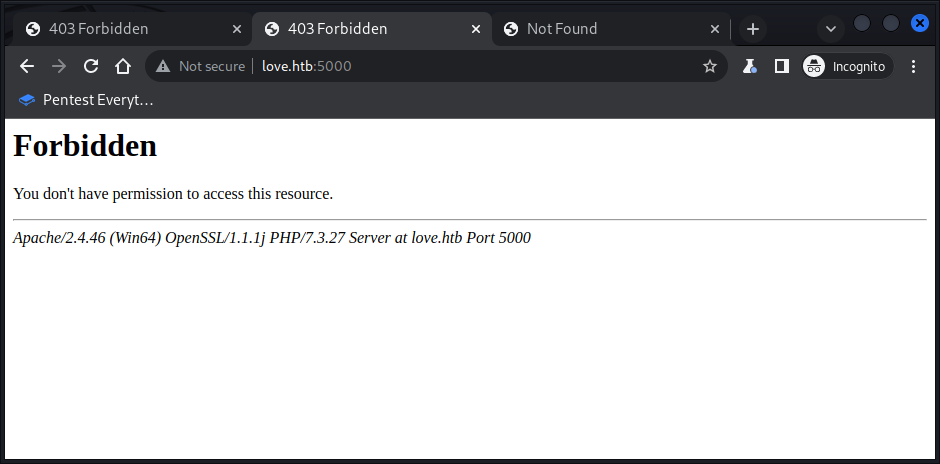 403 Forbidden
403 Forbidden
Not Found
Not secure
love.htb:5000
Incognito
Pentest Everyt…
Forbidden
You don't have permission to access this resource.
Apache/2.4.46 (Win64) OpenSSL/1.1.1j PHP/7.3.27 Server at love.htb Port 5000